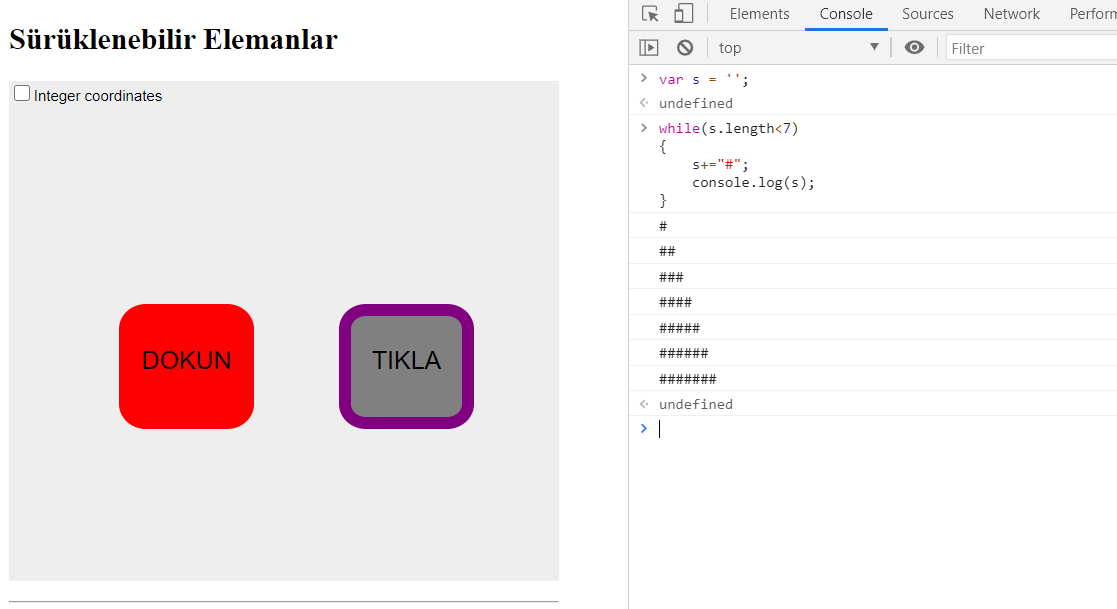 Sürüklenebilir Elemanlar
Integer coordinates
DOKUN
TIKLA
Elements Console Sources Network Perform
top Filter
var s = '';
undefined
while(s.length<7)
{
s+="#";
console.log(s);
}
#
##
###
####
#####
######
#######
undefined